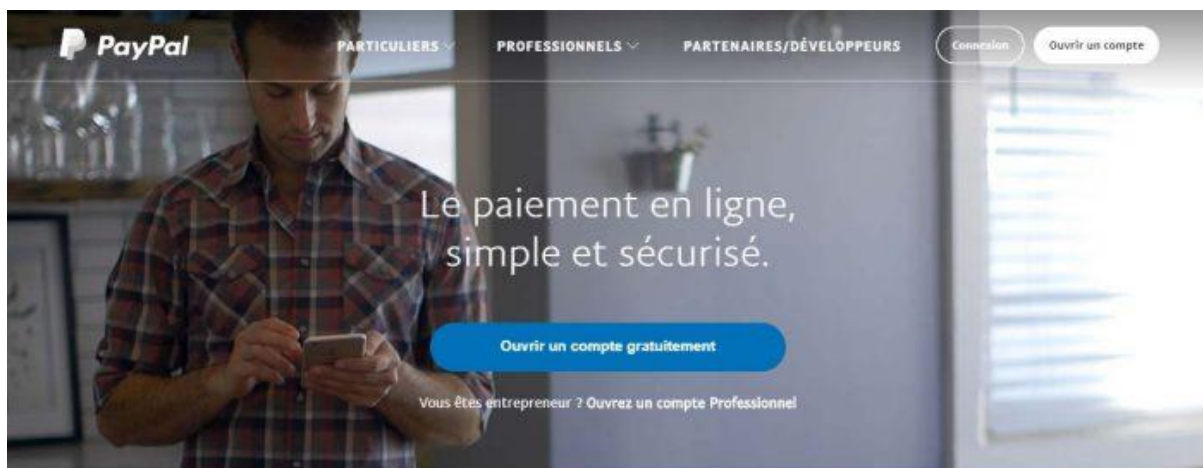 PayPal
PARTICULIERS
PROFESSIONNELS
PARTENAIRES/DÉVELOPPEURS
Connexion
Ouvrir un compte
Le paiement en ligne,
simple et sécurisé.
Ouvrir un compte gratuitement
Vous êtes entrepreneur ? Ouvrez un compte Professionnel